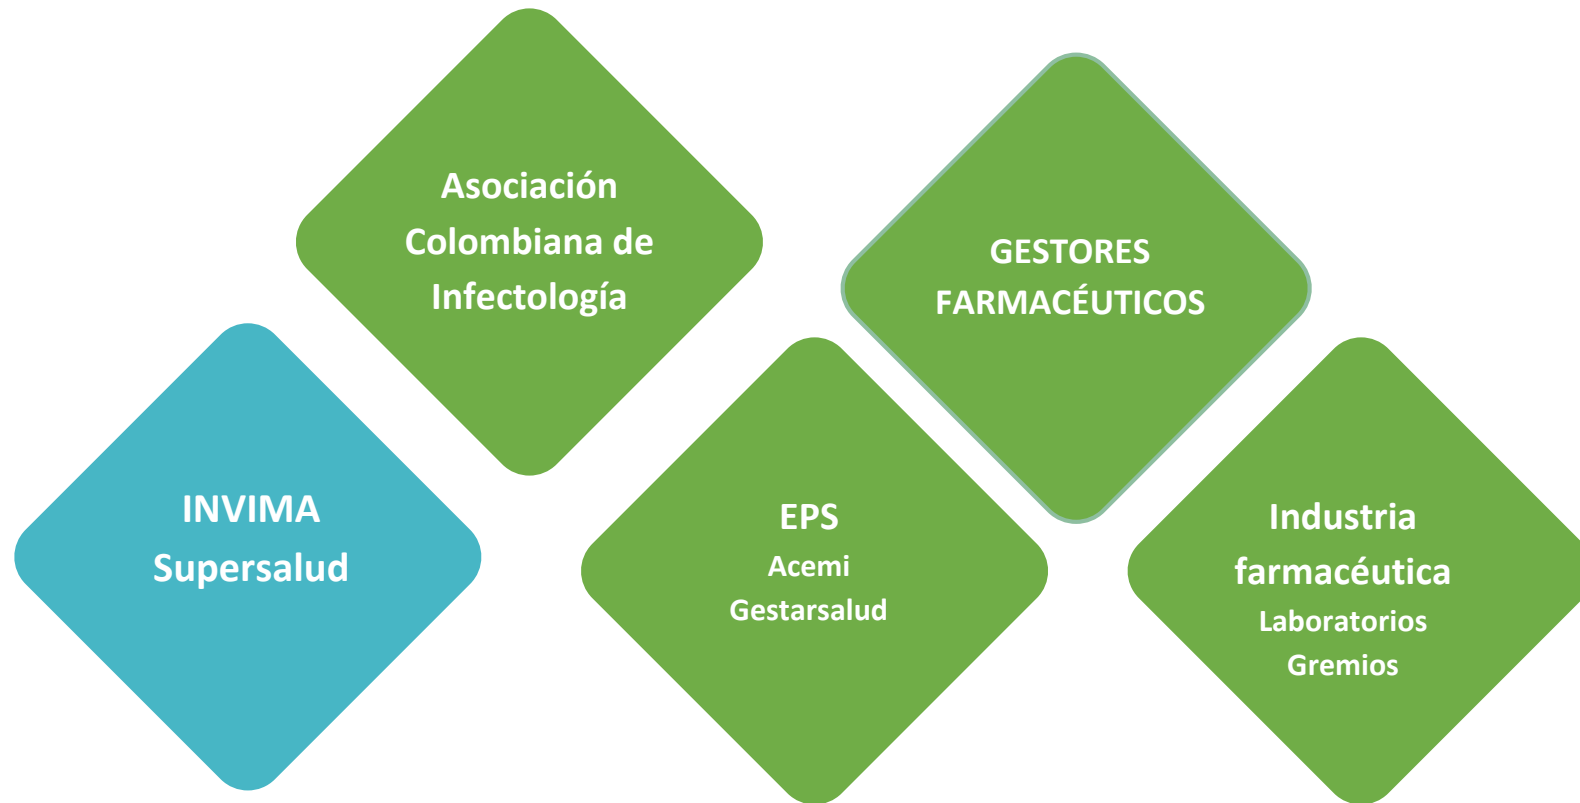 Asociación
Colombiana de
Infectología
GESTORES
FARMACÉUTICOS
INVIMA
Supersalud
EPS
Acemi
Gestarsalud
Industria
farmacéutica
Laboratorios
Gremios